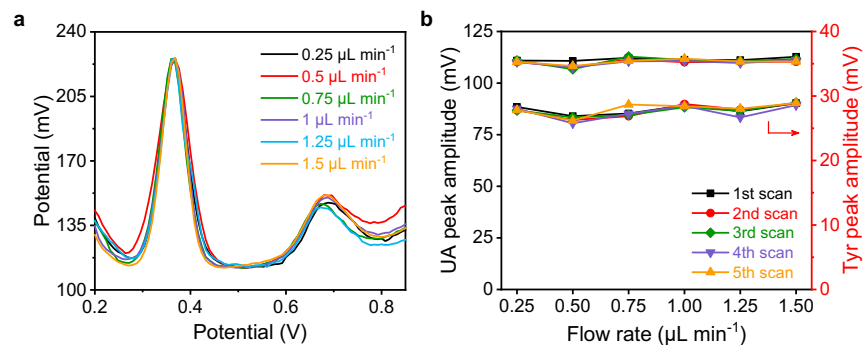 a
240
205
170
135
100
Potential (mV)
0.25 µL min⁻¹
0.5 µL min⁻¹
0.75 µL min⁻¹
1 µL min⁻¹
1.25 µL min⁻¹
1.5 µL min⁻¹
0.2 0.4 0.6 0.8
Potential (V)
b
125
100
75
50
25
0
UA peak amplitude (mV)
1st scan
2nd scan
3rd scan
4th scan
5th scan
40
30
20
10
0
Tyr peak amplitude (mV)
0.25 0.50 0.75 1.00 1.25 1.50
Flow rate (µL min⁻¹)